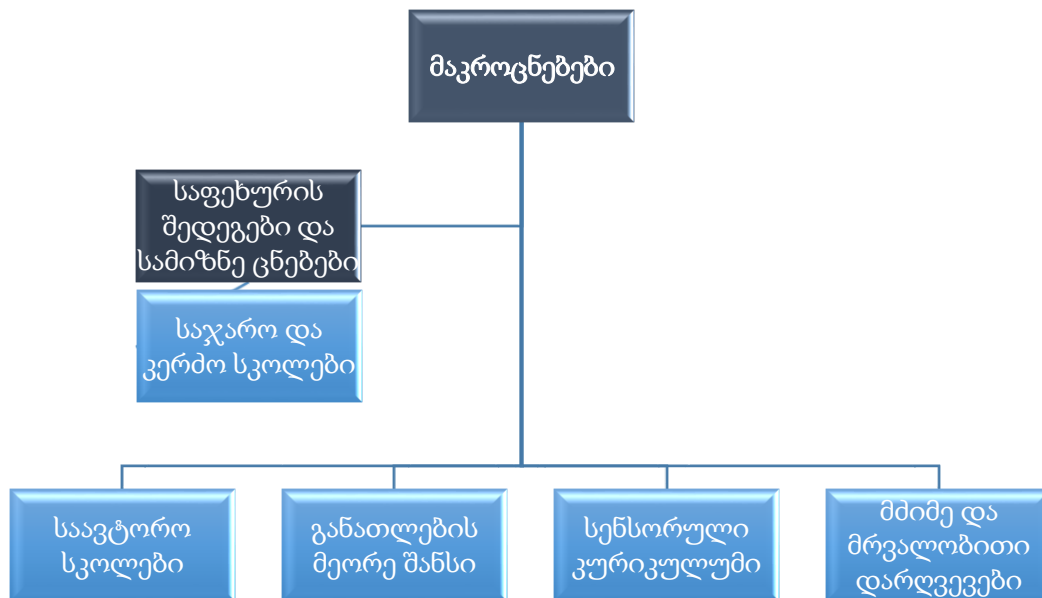 მაკროცნებები
საფეხურის
შედეგები და
სამიზნე ცნებები
საჯარო და
კერძო სკოლები
საავტორო
სკოლები
განათლების
მეორე შანსი
სენსორული
კურიკულუმი
მძიმე და
მრვალობითი
დარღვევები